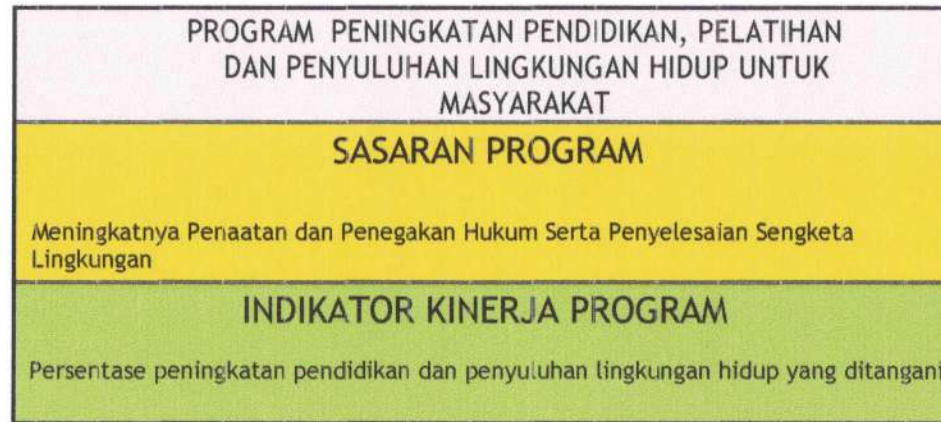 PROGRAM PENINGKATAN PENDIDIKAN, PELATIHAN
DAN PENYULUHAN LINGKUNGAN HIDUP UNTUK
MASYARAKAT
SASARAN PROGRAM
Meningkatnya Penaatan dan Penegakan Hukum Serta Penyelesaian Sengketa
Lingkungan
INDIKATOR KINERJA PROGRAM
Persentase peningkatan pendidikan dan penyuluhan lingkungan hidup yang ditangani